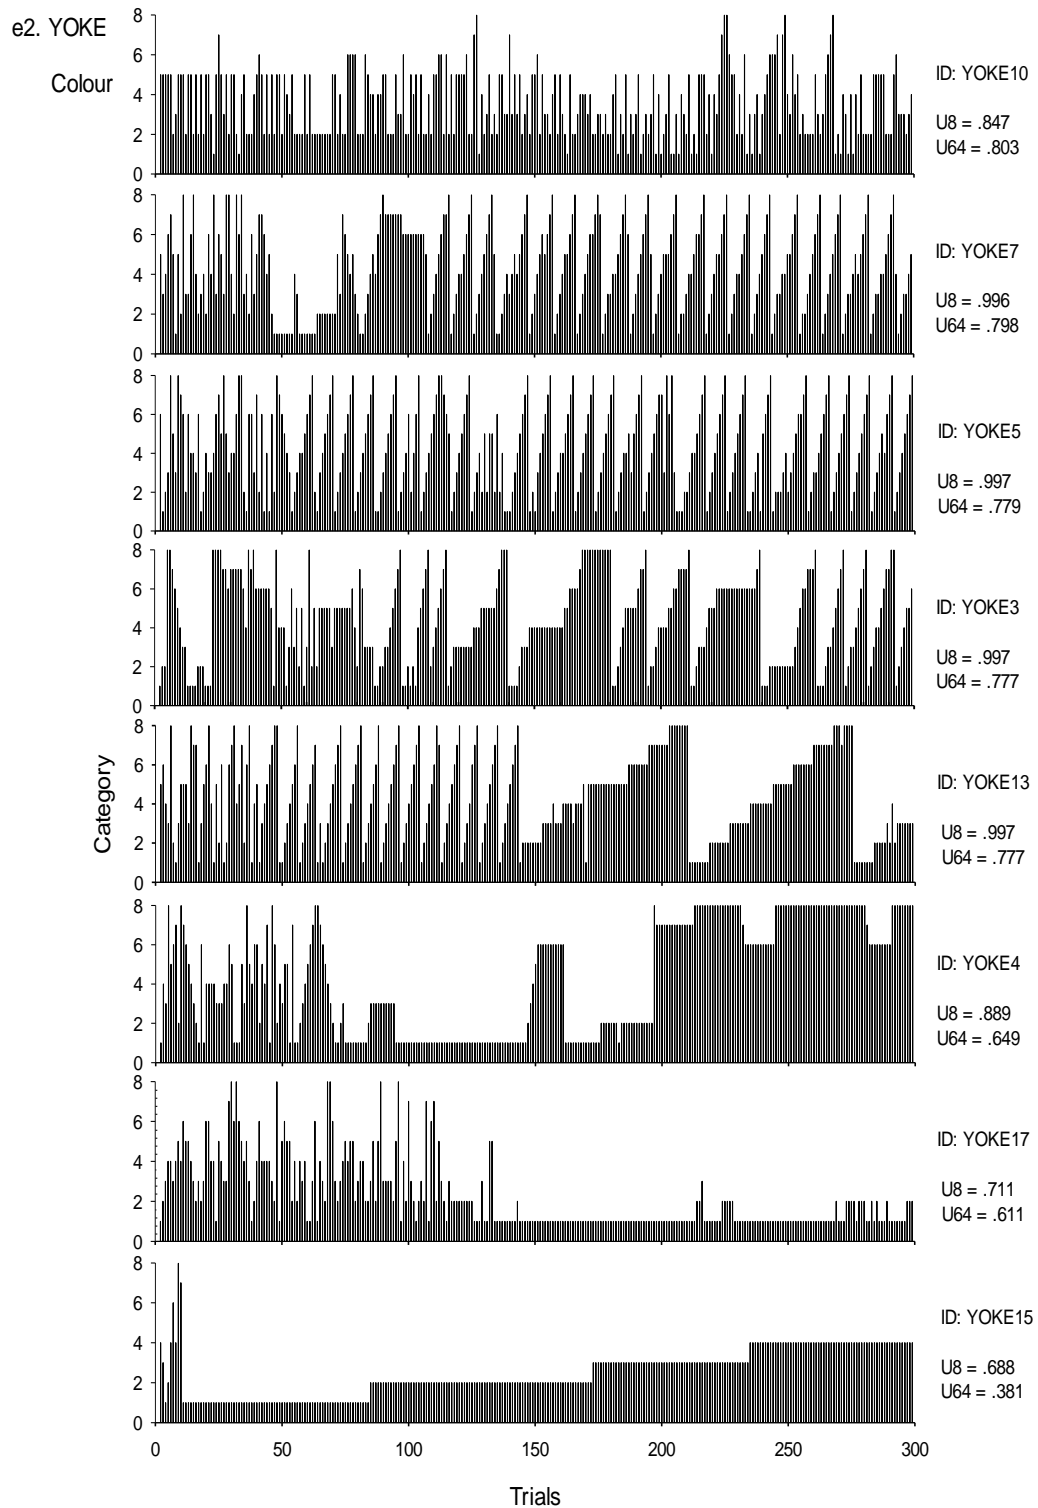 e2. YOKE
Colour
8
6
4
2
0
ID: YOKE10
U8 = .847
U64 = .803
8
6
4
2
0
ID: YOKE7
U8 = .996
U64 = .798
8
6
4
2
0
ID: YOKE5
U8 = .997
U64 = .779
8
6
4
2
0
ID: YOKE3
U8 = .997
U64 = .777
Category
8
6
4
2
0
ID: YOKE13
U8 = .997
U64 = .777
8
6
4
2
0
ID: YOKE4
U8 = .889
U64 = .649
8
6
4
2
0
ID: YOKE17
U8 = .711
U64 = .611
8
6
4
2
0
ID: YOKE15
U8 = .688
U64 = .381
0 50 100 150 200 250 300
Trials